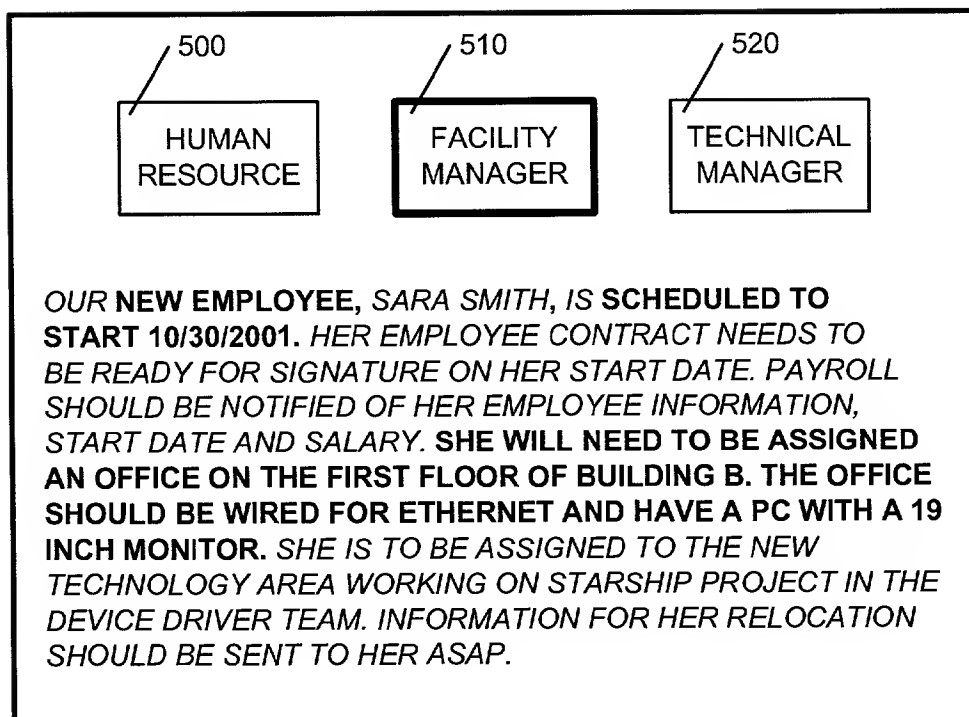 500 510 520
HUMAN RESOURCE
FACILITY MANAGER
TECHNICAL MANAGER
OUR NEW EMPLOYEE, SARA SMITH, IS SCHEDULED TO
START 10/30/2001. HER EMPLOYEE CONTRACT NEEDS TO
BE READY FOR SIGNATURE ON HER START DATE. PAYROLL
SHOULD BE NOTIFIED OF HER EMPLOYEE INFORMATION,
START DATE AND SALARY. SHE WILL NEED TO BE ASSIGNED
AN OFFICE ON THE FIRST FLOOR OF BUILDING B. THE OFFICE
SHOULD BE WIRED FOR ETHERNET AND HAVE A PC WITH A 19
INCH MONITOR. SHE IS TO BE ASSIGNED TO THE NEW
TECHNOLOGY AREA WORKING ON STARSHIP PROJECT IN THE
DEVICE DRIVER TEAM. INFORMATION FOR HER RELOCATION
SHOULD BE SENT TO HER ASAP.